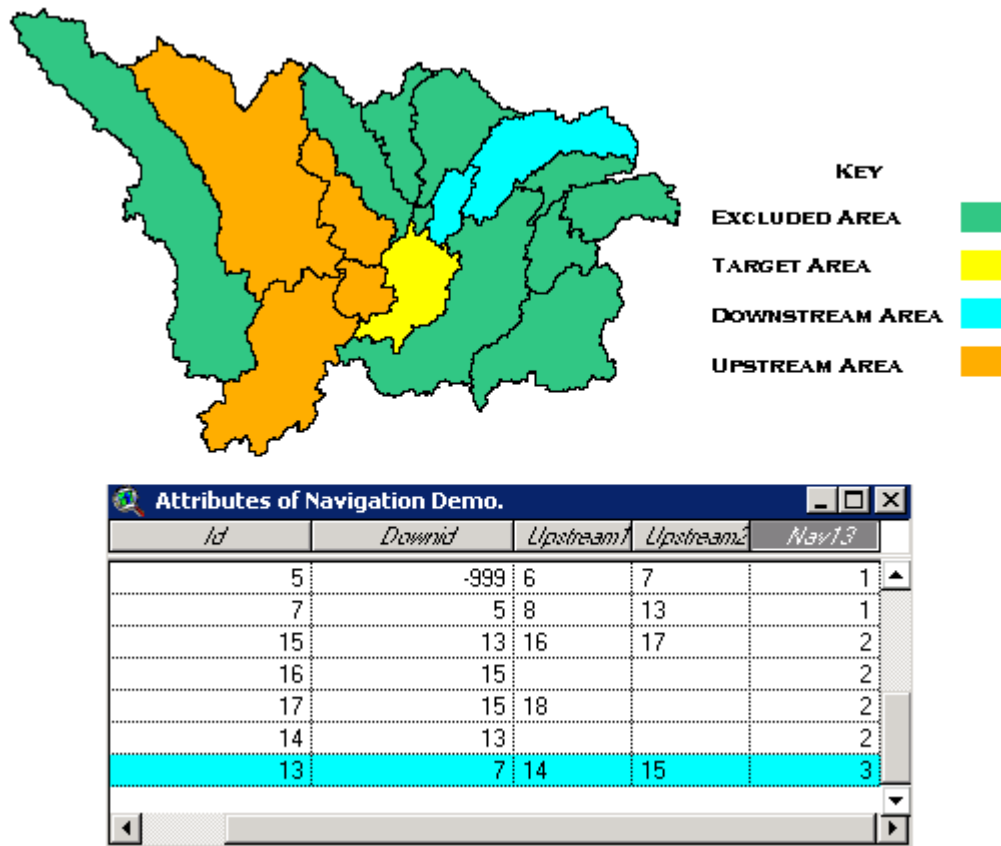 KEY
EXCLUDED AREA
TARGET AREA
DOWNSTREAM AREA
UPSTREAM AREA
Attributes of Navigation Demo.
Id Downid Upstream1 Upstream2 Nav13
5 -999 6 7 1
7 5 8 13 1
15 13 16 17 2
16 15 2
17 15 18 2
14 13 2
13 7 14 15 3